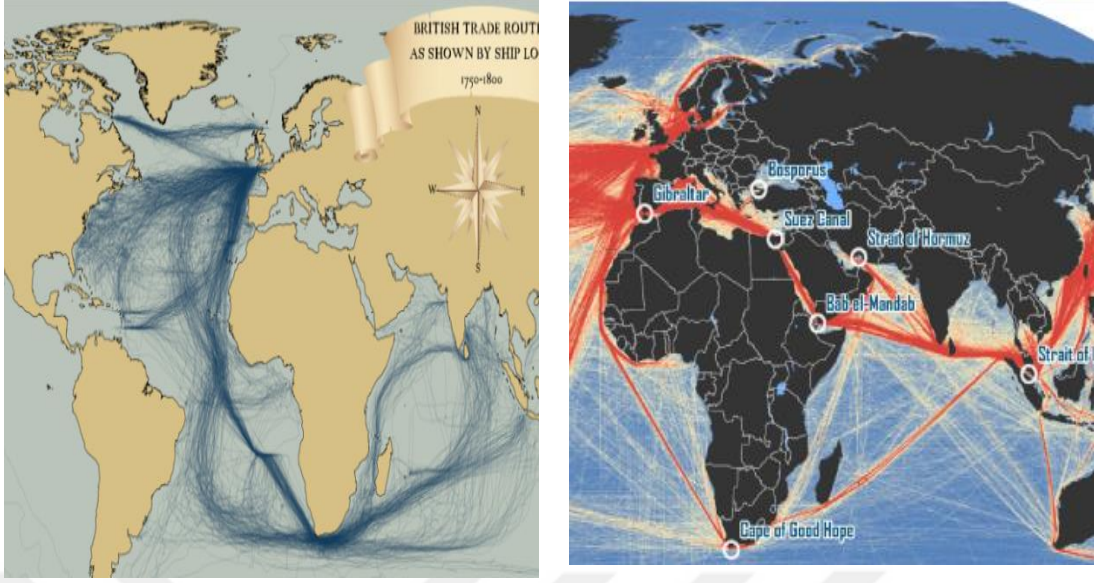 BRITISH TRADE ROUT
AS SHOWN BY SHIP LO
1750-1800
N
W
E
S
Bosporus
Gibraltar
Suez Canal
Strait of Hormuz
Bab el-Mandab
Strait of
Cape of Good Hope